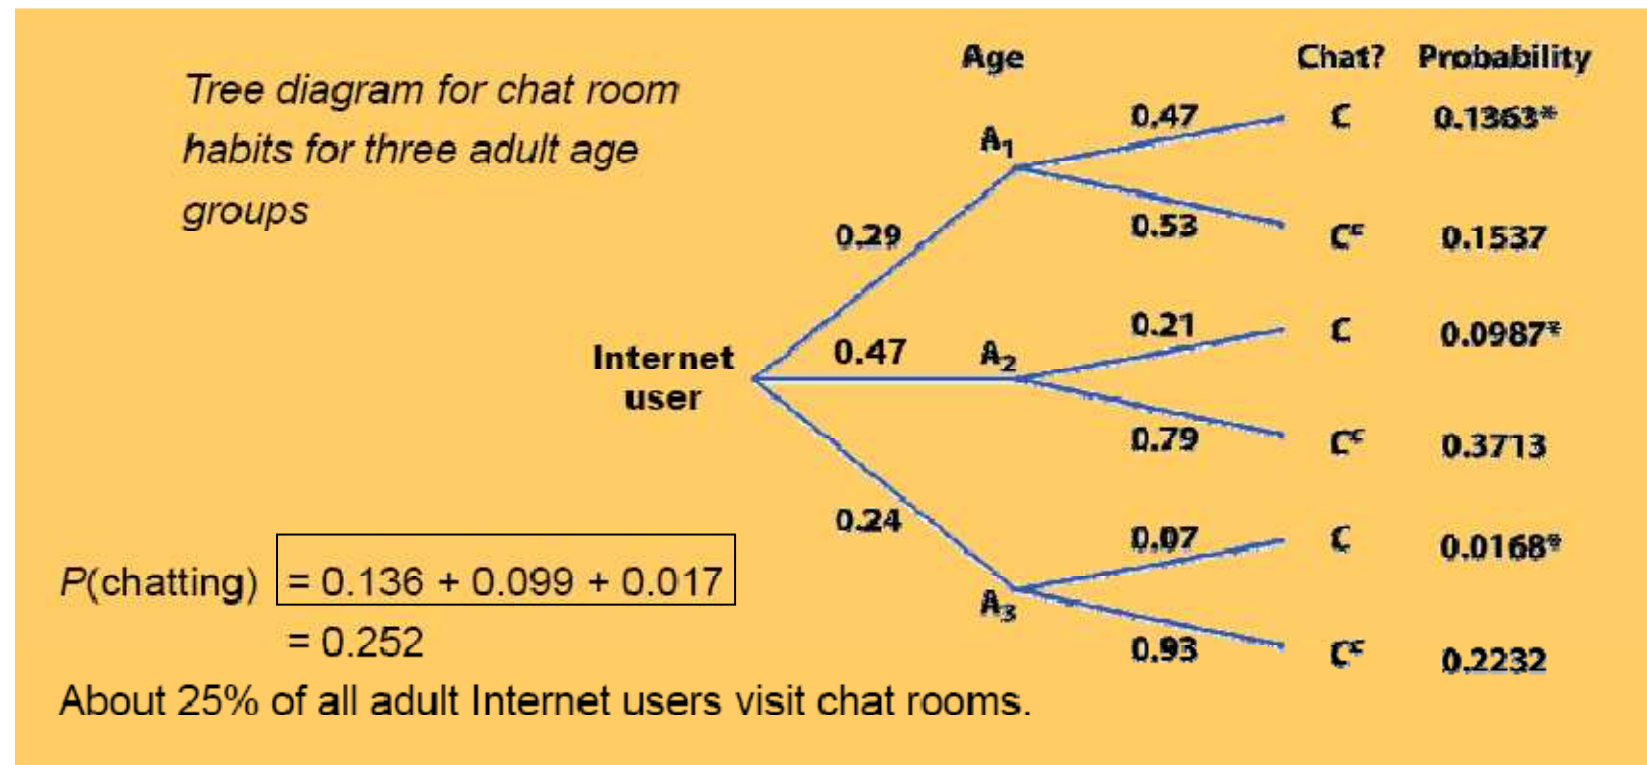 Tree diagram for chat room
habits for three adult age
groups
Age Chat? Probability
0.47 C 0.1363*
A₁
0.53 Cᶜ 0.1537
0.29
0.21 C 0.0987*
Internet
user
0.47 A₂
0.79 Cᶜ 0.3713
0.24
0.07 C 0.0168*
A₃
0.93 Cᶜ 0.2232
P(chatting) = 0.136 + 0.099 + 0.017
= 0.252
About 25% of all adult Internet users visit chat rooms.